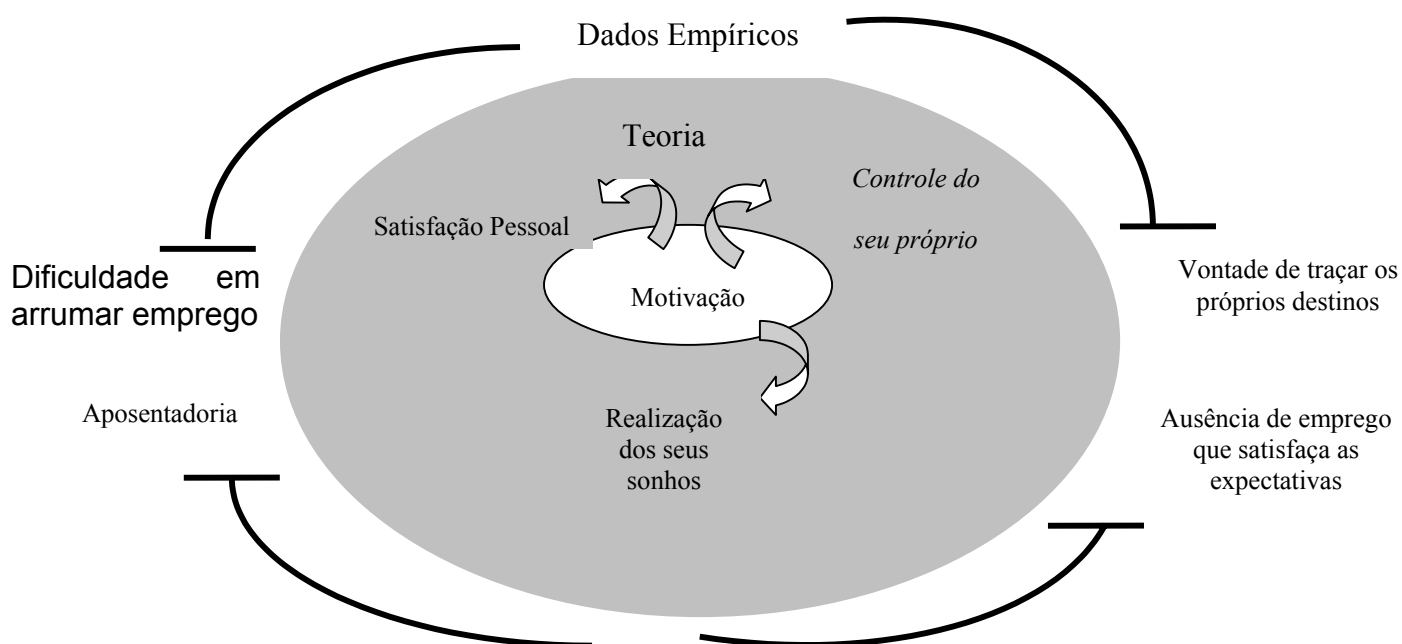 Dados Empíricos
Teoria
Controle do
seu próprio
Satisfação Pessoal
Motivação
Dificuldade em
arrumar emprego
Vontade de traçar os
próprios destinos
Realização
dos seus
sonhos
Aposentadoria
Ausência de emprego
que satisfaça as
expectativas